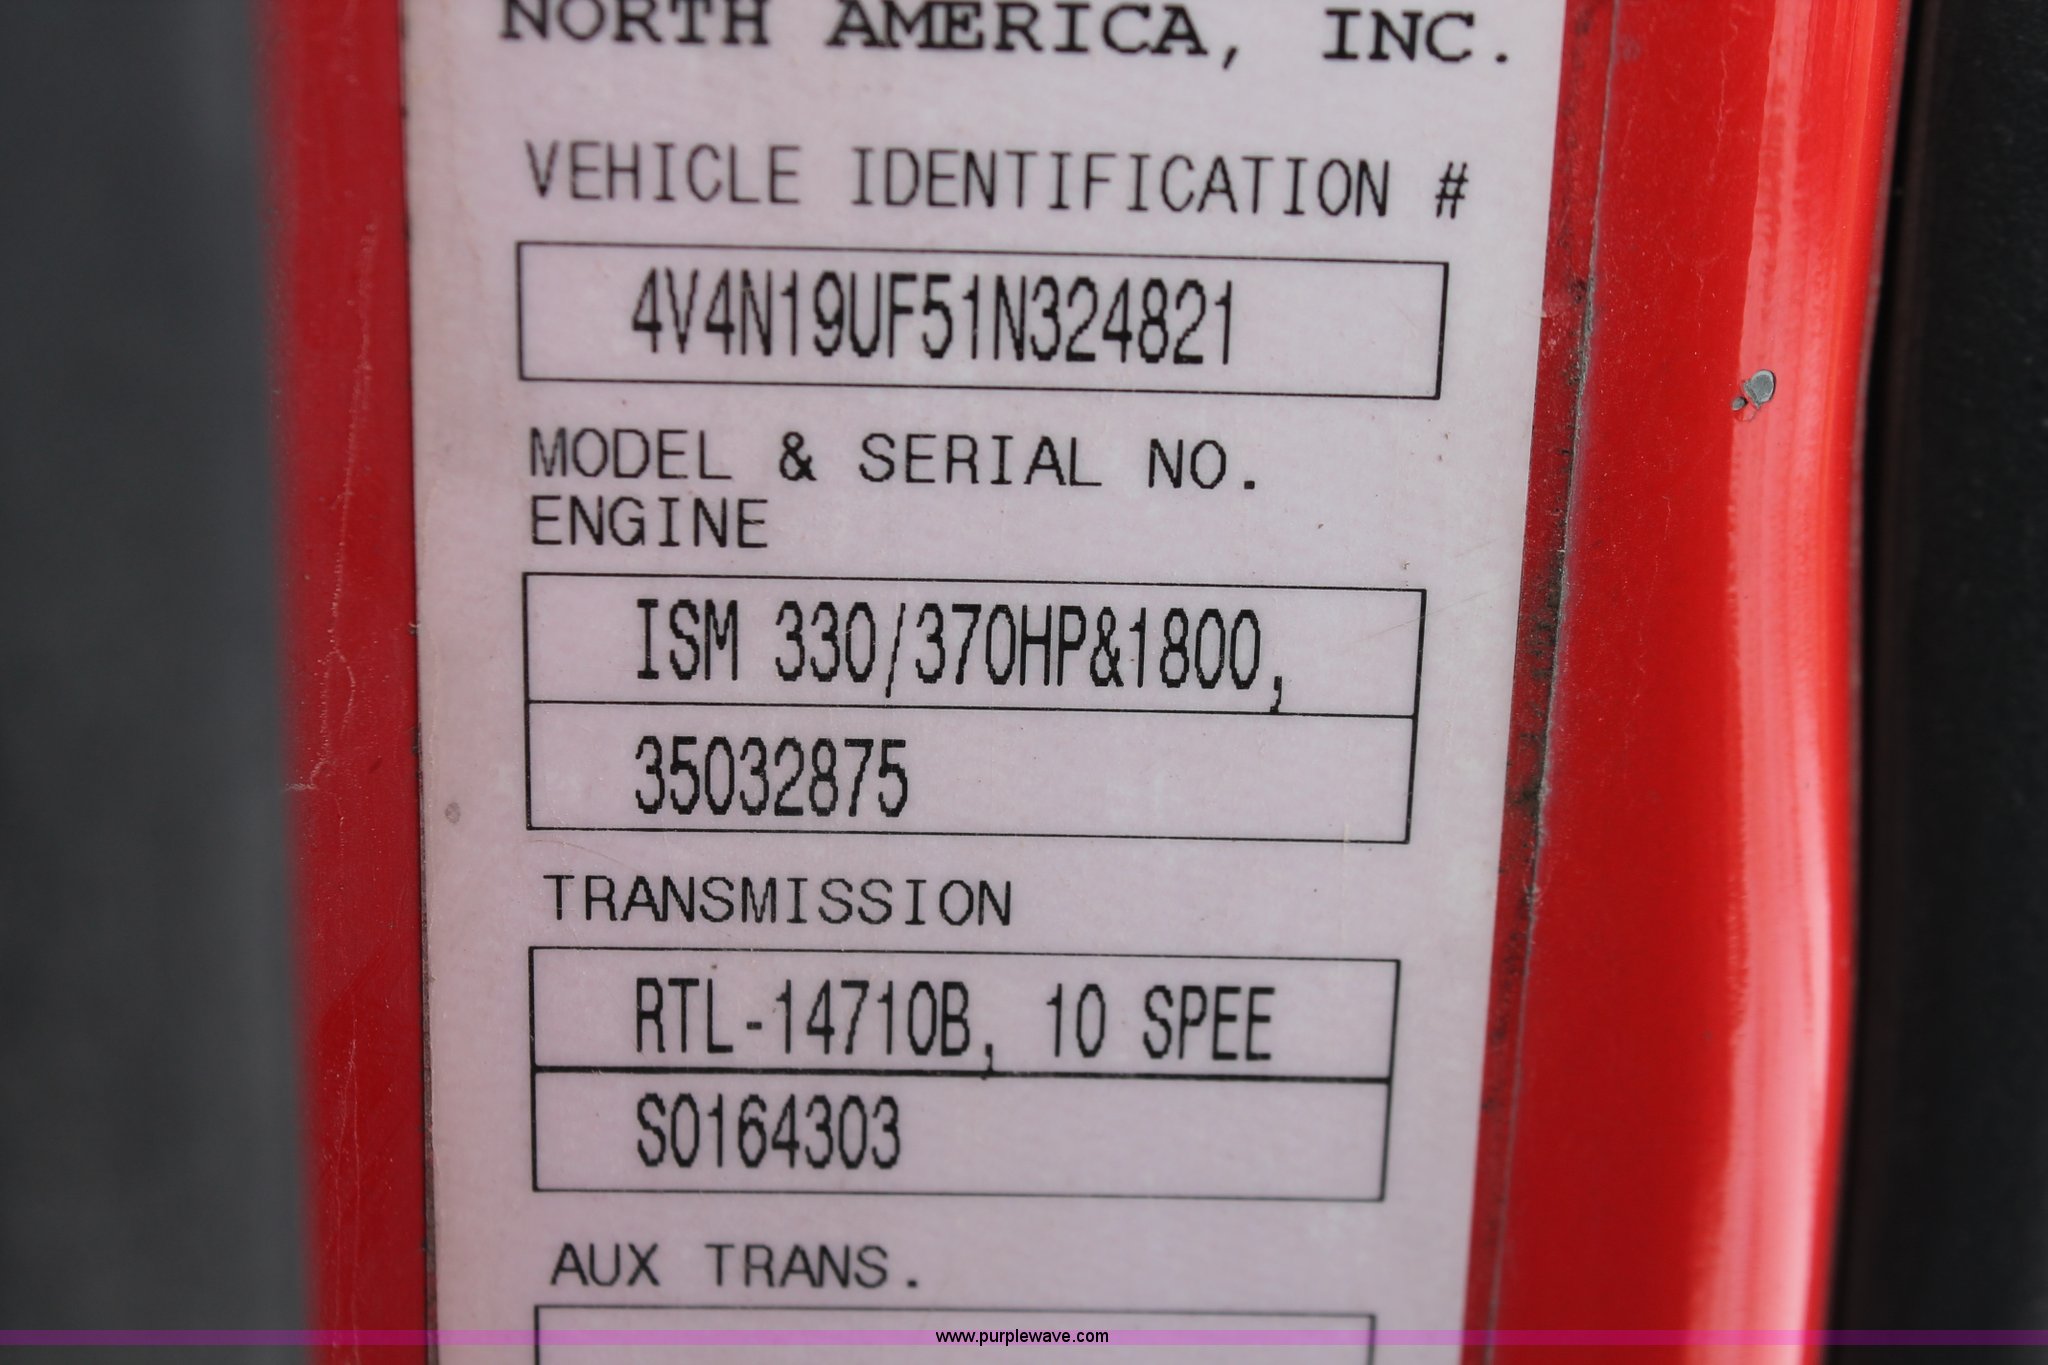 NORTH AMERICA, INC.
VEHICLE IDENTIFICATION #
4V4N19UF51N324821
MODEL & SERIAL NO.
ENGINE
ISM 330/370HP&1800,
35032875
TRANSMISSION
RTL-14710B, 10 SPEE
S0164303
AUX TRANS.
www.purplewave.com